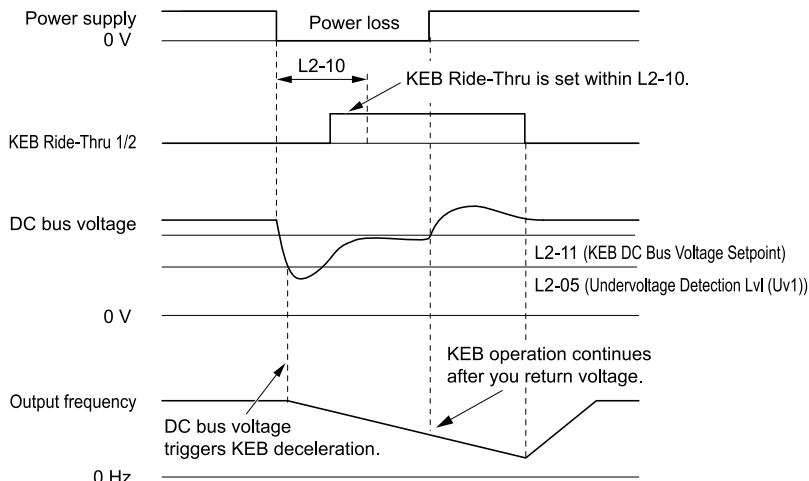 Power supply
0 V
Power loss
L2-10
KEB Ride-Thru is set within L2-10.
KEB Ride-Thru 1/2
DC bus voltage
L2-11 (KEB DC Bus Voltage Setpoint)
L2-05 (Undervoltage Detection Lvl (Uv1))
0 V
KEB operation continues
after you return voltage.
Output frequency
DC bus voltage
triggers KEB deceleration.
0 Hz